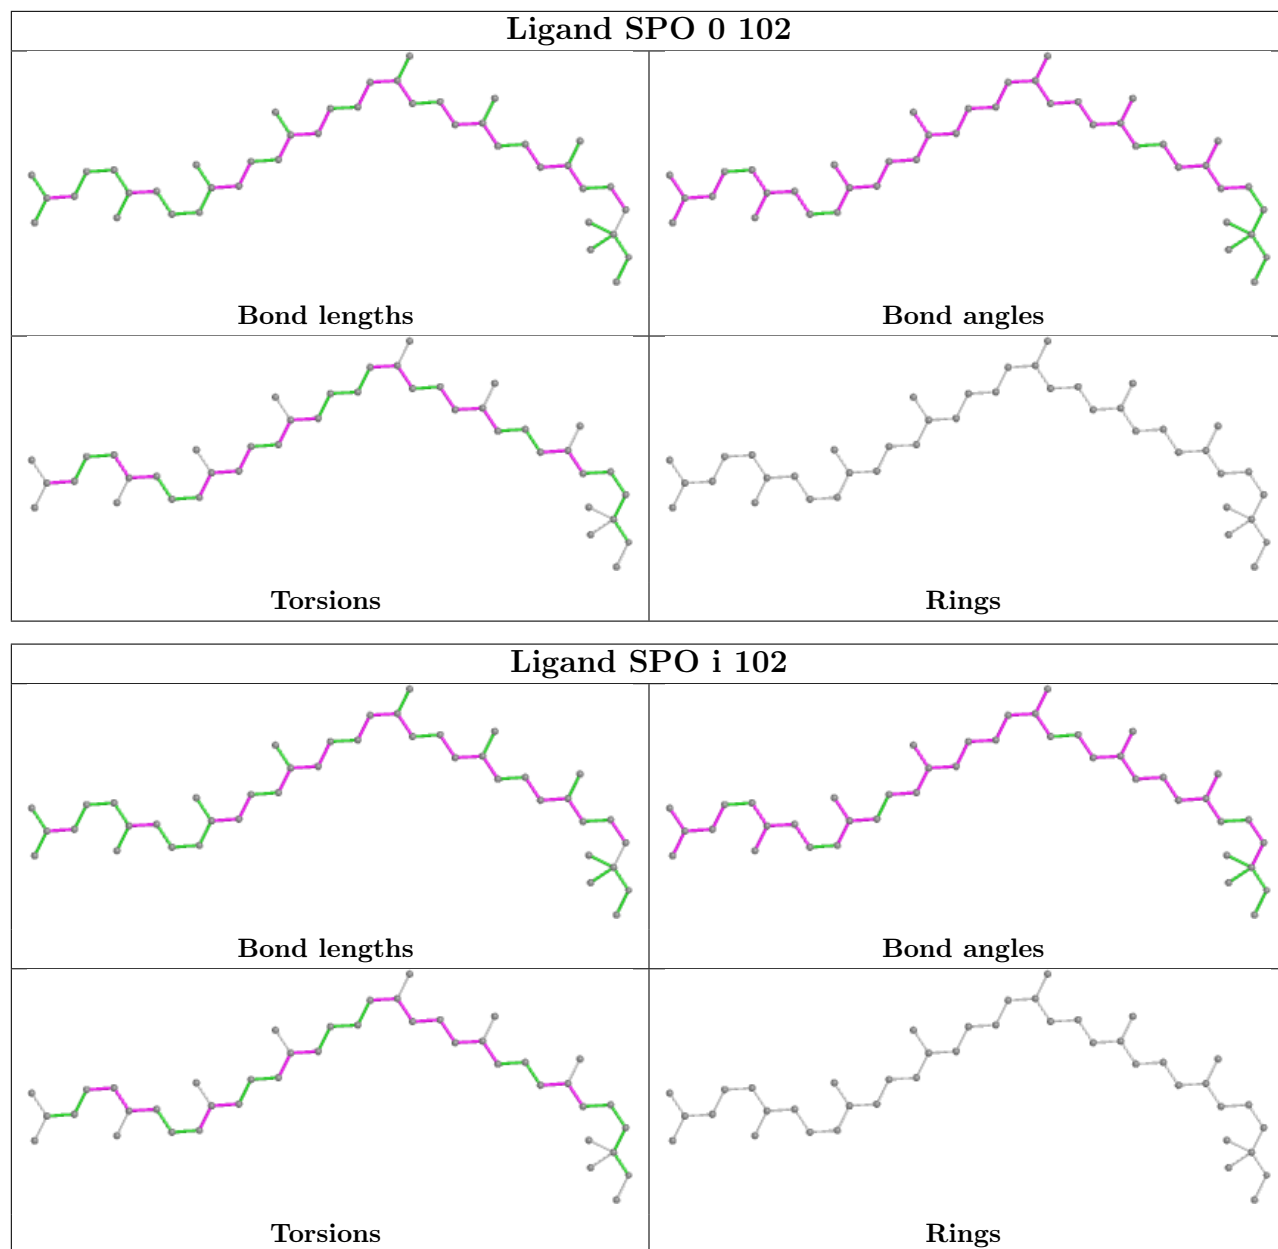 Ligand SPO 0 102
Bond lengths
Bond angles
Torsions
Rings
Ligand SPO i 102
Bond lengths
Bond angles
Torsions
Rings